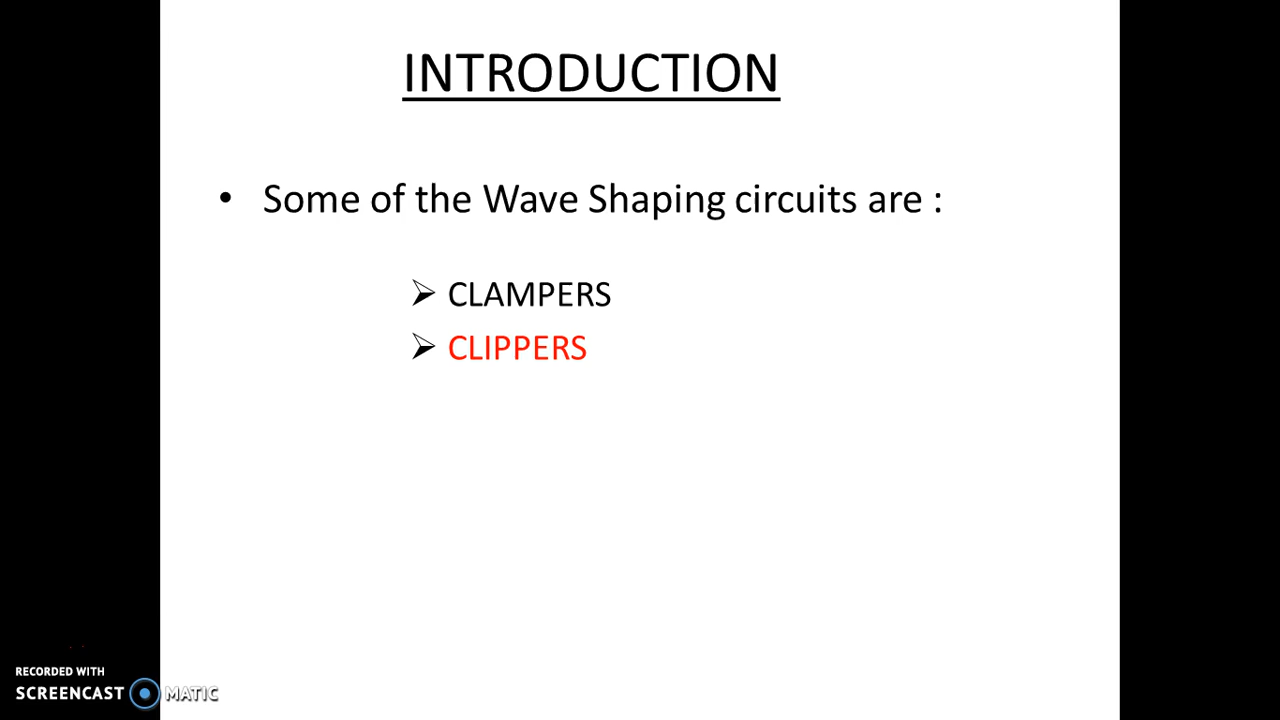 INTRODUCTION
• Some of the Wave Shaping circuits are :
➢ CLAMPERS
➢ CLIPPERS
RECORDED WITH
SCREENCAST MATIC